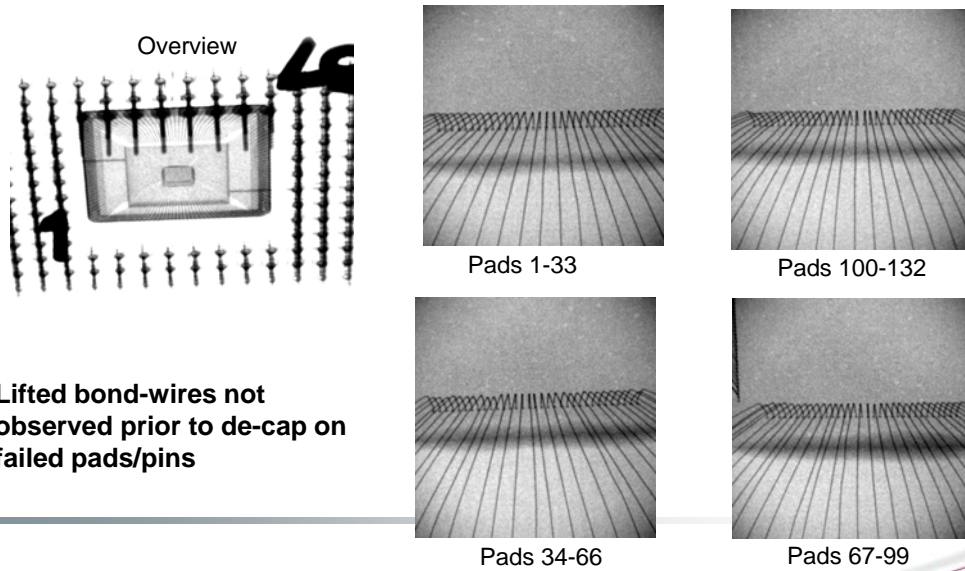 Overview
Pads 1-33
Pads 100-132
Lifted bond-wires not
observed prior to de-cap on
failed pads/pins
Pads 34-66
Pads 67-99